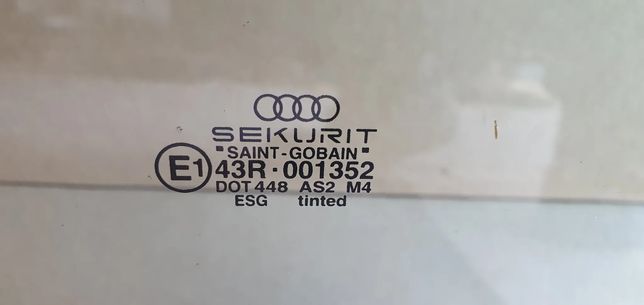 SEKURIT
"SAINT-GOBAIN"
E1 43R·001352
DOT 448 AS2 M4
ESG tinted